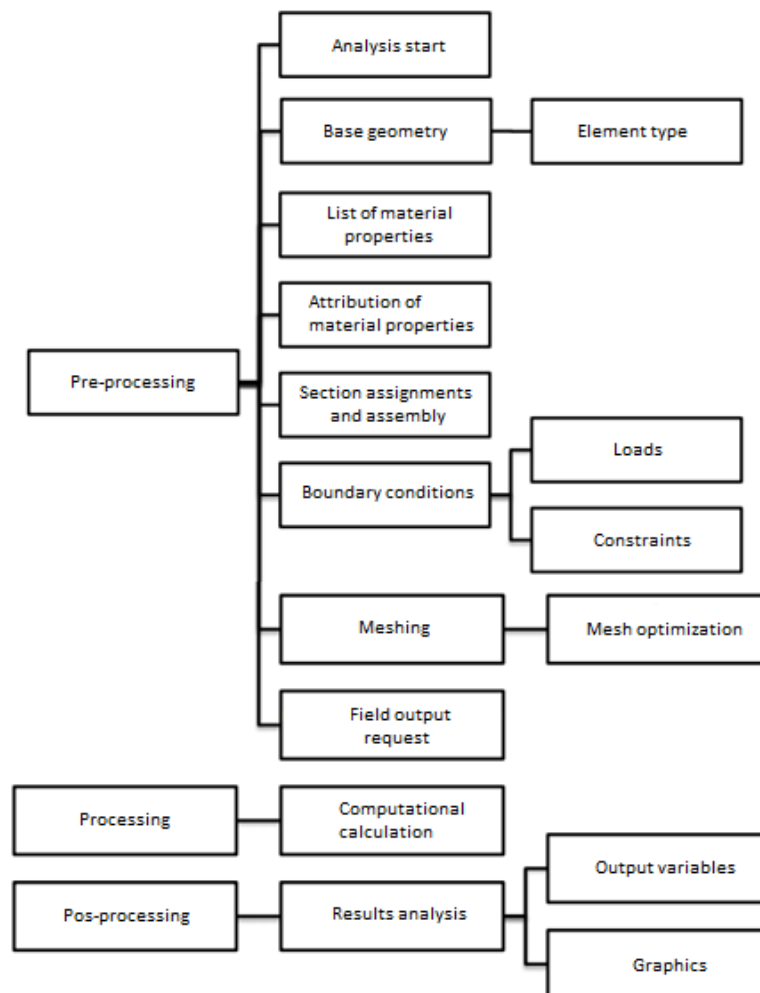 Analysis start
Base geometry
Element type
List of material
properties
Attribution of
material properties
Pre-processing
Section assignments
and assembly
Loads
Boundary conditions
Constraints
Meshing
Mesh optimization
Field output
request
Processing
Computational
calculation
Output variables
Pos-processing
Results analysis
Graphics